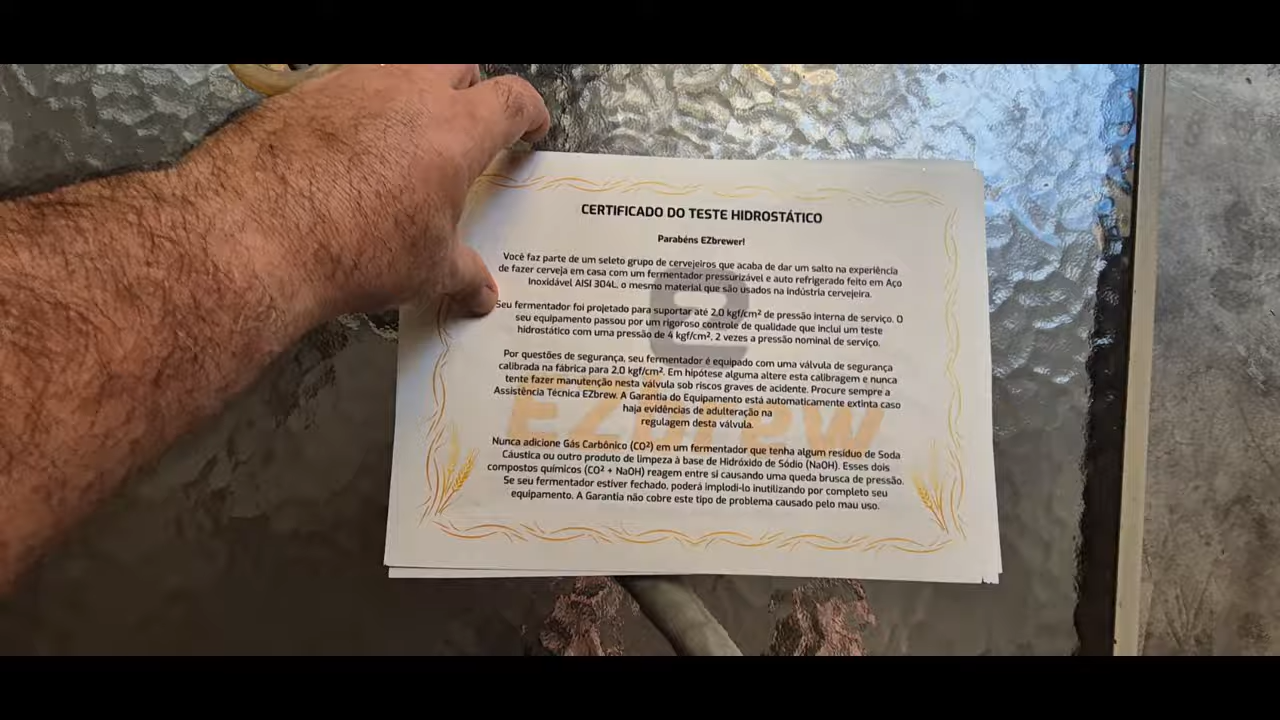 CERTIFICADO DO TESTE HIDROSTÁTICO
Parabéns EZbrewer!
Você faz parte de um seleto grupo de cervejeiros que acaba de dar um salto na experiência
de fazer cerveja em casa com um fermentador pressurizável e auto refrigerado feito em Aço
Inoxidável AISI 304L, o mesmo material que são usados na indústria cervejeira.
Seu fermentador foi projetado para suportar até 2,0 kgf/cm² de pressão interna de serviço. O
seu equipamento passou por um rigoroso controle de qualidade que inclui um teste
hidrostático com uma pressão de 4 kgf/cm², 2 vezes a pressão nominal de serviço.
Por questões de segurança, seu fermentador é equipado com uma válvula de segurança
calibrada na fábrica para 2,0 kgf/cm². Em hipótese alguma altere esta calibragem e nunca
tente fazer manutenção nesta válvula sob riscos graves de acidente. Procure sempre a
Assistência Técnica EZbrew. A Garantia do Equipamento está automaticamente extinta caso
haja evidências de adulteração na
regulagem desta válvula.
EZbrew
Nunca adicione Gás Carbônico (CO²) em um fermentador que tenha algum resíduo de Soda
Cáustica ou outro produto de limpeza à base de Hidróxido de Sódio (NaOH). Esses dois
compostos químicos (CO² + NaOH) reagem entre si causando uma queda brusca de pressão.
Se seu fermentador estiver fechado, poderá implodi-lo inutilizando por completo seu
equipamento. A Garantia não cobre este tipo de problema causado pelo mau uso.